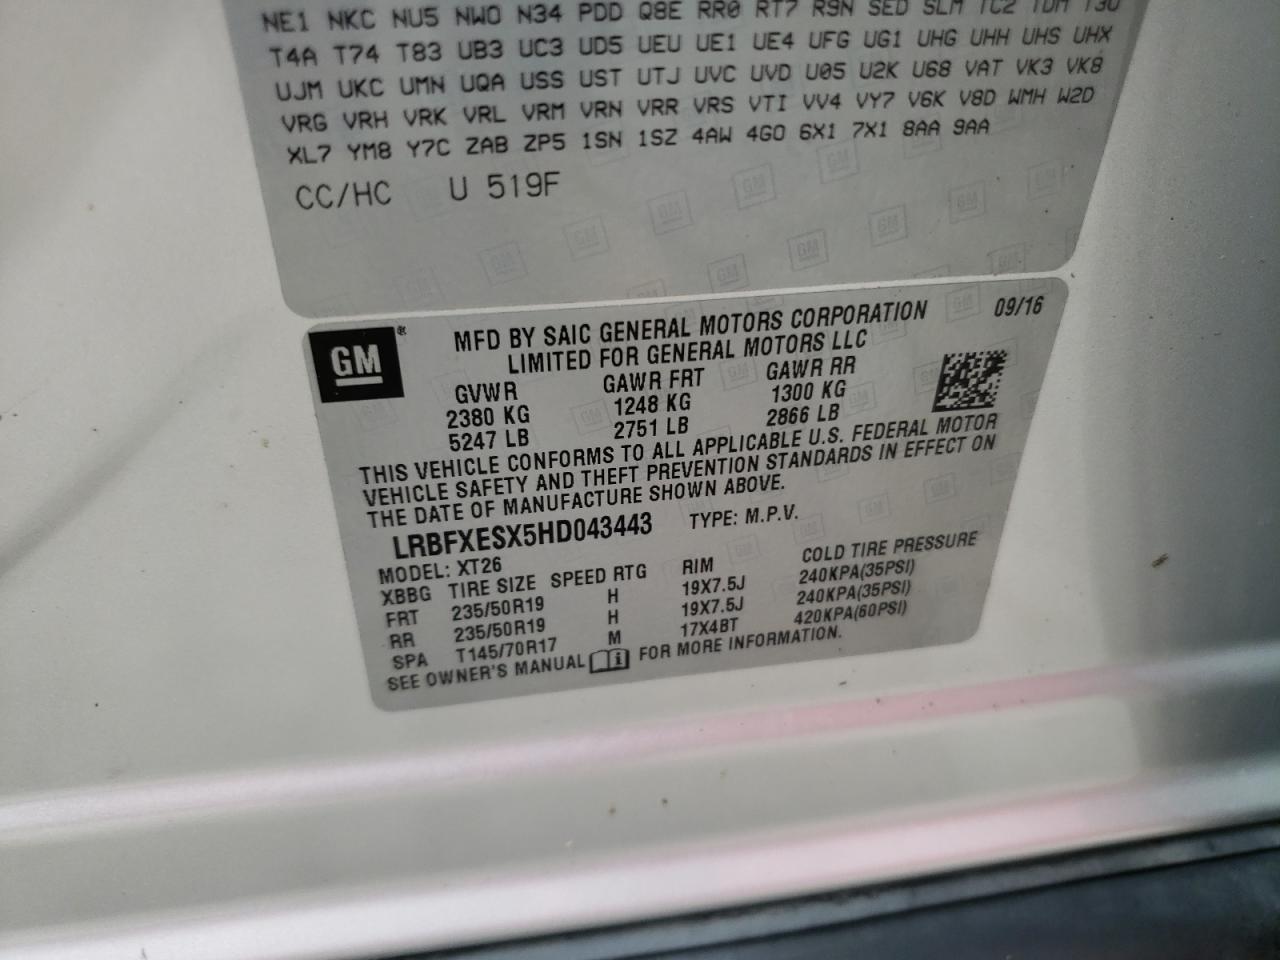 NE1 NKC NU5 NWO N34 PDD Q8E RR0 RT7 R9N SED SLM TC2 TDM T3U
T4A T74 T83 UB3 UC3 UD5 UEU UE1 UE4 UFG UG1 UHG UHH UHS UHX
UJM UKC UMN UQA USS UST UTJ UVC UVD U05 U2K U68 VAT VK3 VK8
VRG VRH VRK VRL VRM VRN VRR VRS VTI VV4 VY7 V6K V8D WMH W2D
XL7 YM8 Y7C ZAB ZP5 1SN 1SZ 4AW 4GO 6X1 7X1 8AA 9AA
CC/HC U 519F
GM®
MFD BY SAIC GENERAL MOTORS CORPORATION 09/16
LIMITED FOR GENERAL MOTORS LLC
GVWR GAWR FRT GAWR RR
2380 KG 1248 KG 1300 KG
5247 LB 2751 LB 2866 LB
THIS VEHICLE CONFORMS TO ALL APPLICABLE U.S. FEDERAL MOTOR
VEHICLE SAFETY AND THEFT PREVENTION STANDARDS IN EFFECT ON
THE DATE OF MANUFACTURE SHOWN ABOVE.
LRBFXESX5HD043443 TYPE: M.P.V.
MODEL: XT26
XBBG TIRE SIZE SPEED RTG RIM COLD TIRE PRESSURE
FRT 235/50R19 H 19X7.5J 240KPA(35PSI)
RR 235/50R19 H 19X7.5J 240KPA(35PSI)
SPA T145/70R17 M 17X4BT 420KPA(60PSI)
SEE OWNER'S MANUAL FOR MORE INFORMATION.